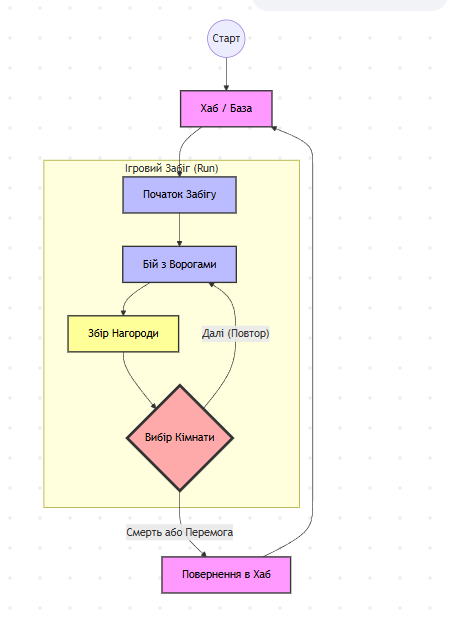 Старт
Хаб / База
Ігровий Забіг (Run)
Початок Забігу
Бій з Ворогами
Збір Нагороди
Далі (Повтор)
Вибір Кімнати
Смерть або Перемога
Повернення в Хаб